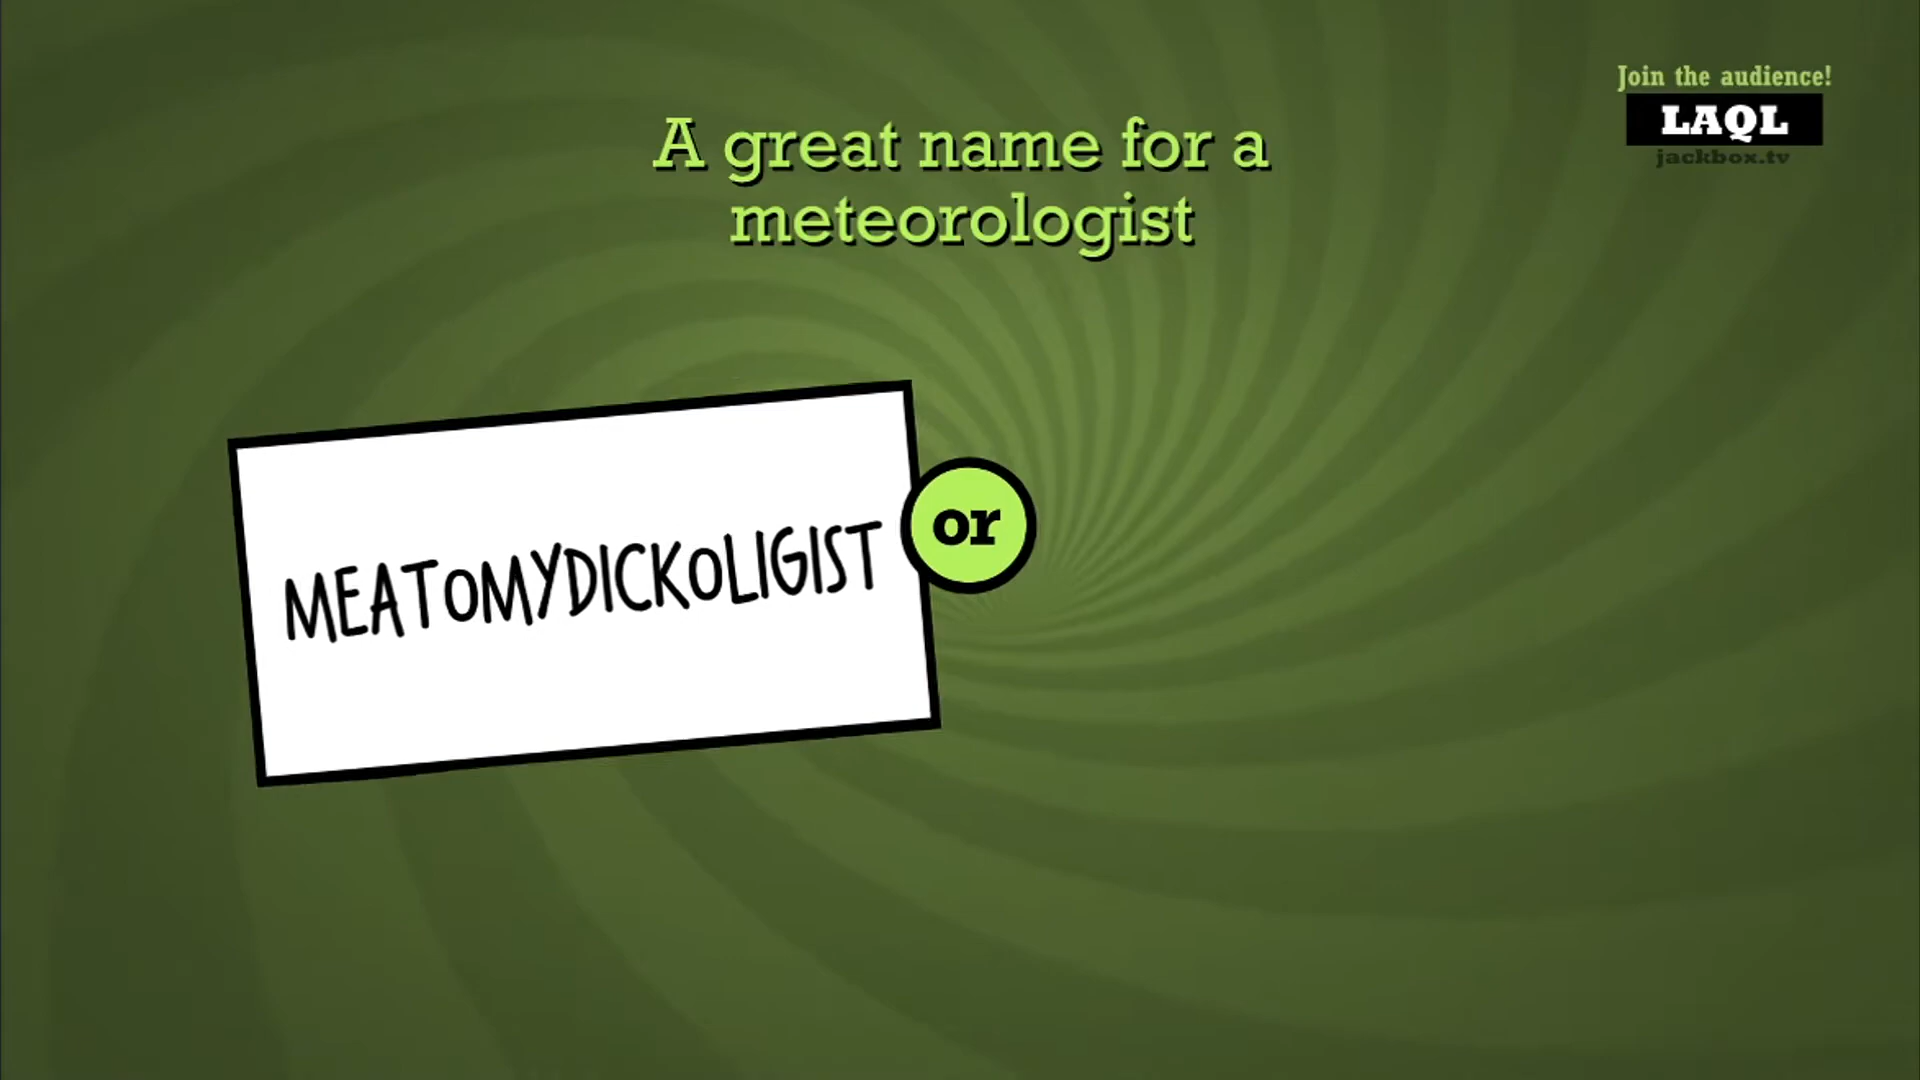 Join the audience!
LAQL
jackbox.tv
A great name for a
meteorologist
MEATOMYDICKOLIGIST
or